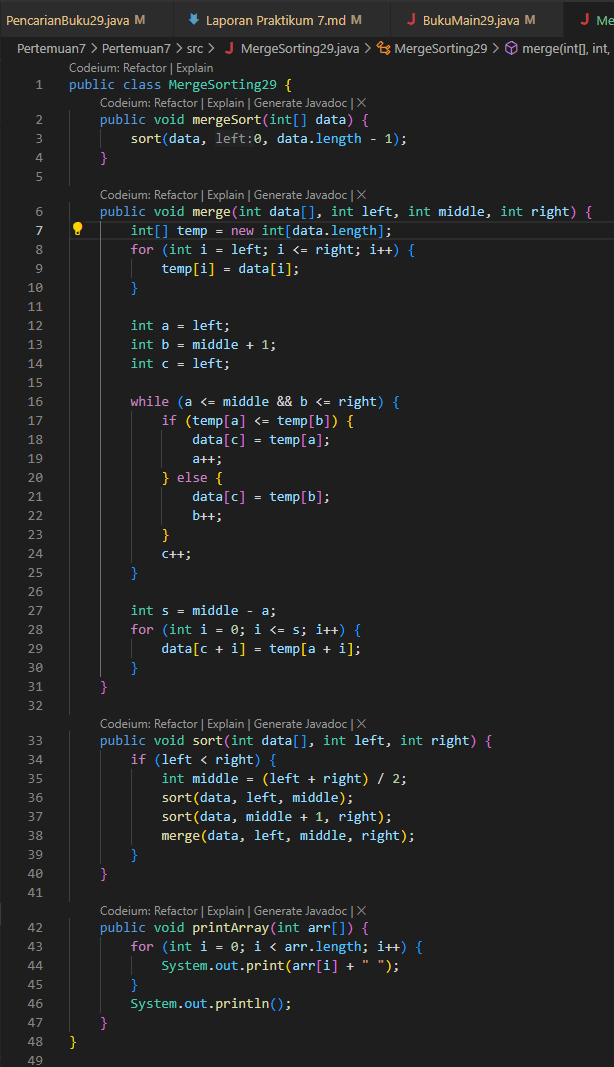 PencarianBuku29.java M Laporan Praktikum 7.md M BukuMain29.java M Me
Pertemuan7 > Pertemuan7 > src > MergeSorting29.java > MergeSorting29 > merge(int[], int,
Codeium: Refactor | Explain
1 public class MergeSorting29 {
Codeium: Refactor | Explain | Generate Javadoc | X
2 public void mergeSort(int[] data) {
3 sort(data, left:0, data.length - 1);
4 }
5
Codeium: Refactor | Explain | Generate Javadoc | X
6 public void merge(int data[], int left, int middle, int right) {
7 int[] temp = new int[data.length];
8 for (int i = left; i <= right; i++) {
9 temp[i] = data[i];
10 }
11
12 int a = left;
13 int b = middle + 1;
14 int c = left;
15
16 while (a <= middle && b <= right) {
17 if (temp[a] <= temp[b]) {
18 data[c] = temp[a];
19 a++;
20 } else {
21 data[c] = temp[b];
22 b++;
23 }
24 c++;
25 }
26
27 int s = middle - a;
28 for (int i = 0; i <= s; i++) {
29 data[c + i] = temp[a + i];
30 }
31 }
32
Codeium: Refactor | Explain | Generate Javadoc | X
33 public void sort(int data[], int left, int right) {
34 if (left < right) {
35 int middle = (left + right) / 2;
36 sort(data, left, middle);
37 sort(data, middle + 1, right);
38 merge(data, left, middle, right);
39 }
40 }
41
Codeium: Refactor | Explain | Generate Javadoc | X
42 public void printArray(int arr[]) {
43 for (int i = 0; i < arr.length; i++) {
44 System.out.print(arr[i] + " ");
45 }
46 System.out.println();
47 }
48 }
49